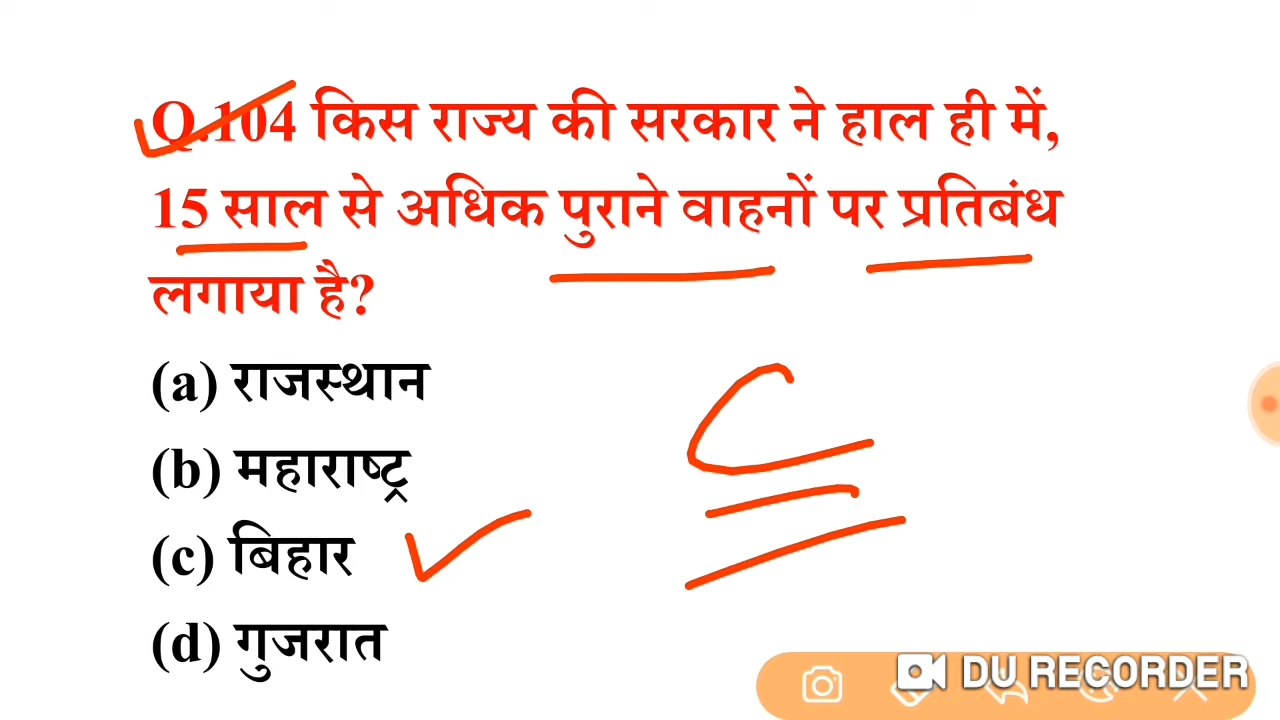 Q.104 किस राज्य की सरकार ने हाल ही में,
15 साल से अधिक पुराने वाहनों पर प्रतिबंध
लगाया है?
(a) राजस्थान
(b) महाराष्ट्र
(c) बिहार
(d) गुजरात
C
DU RECORDER